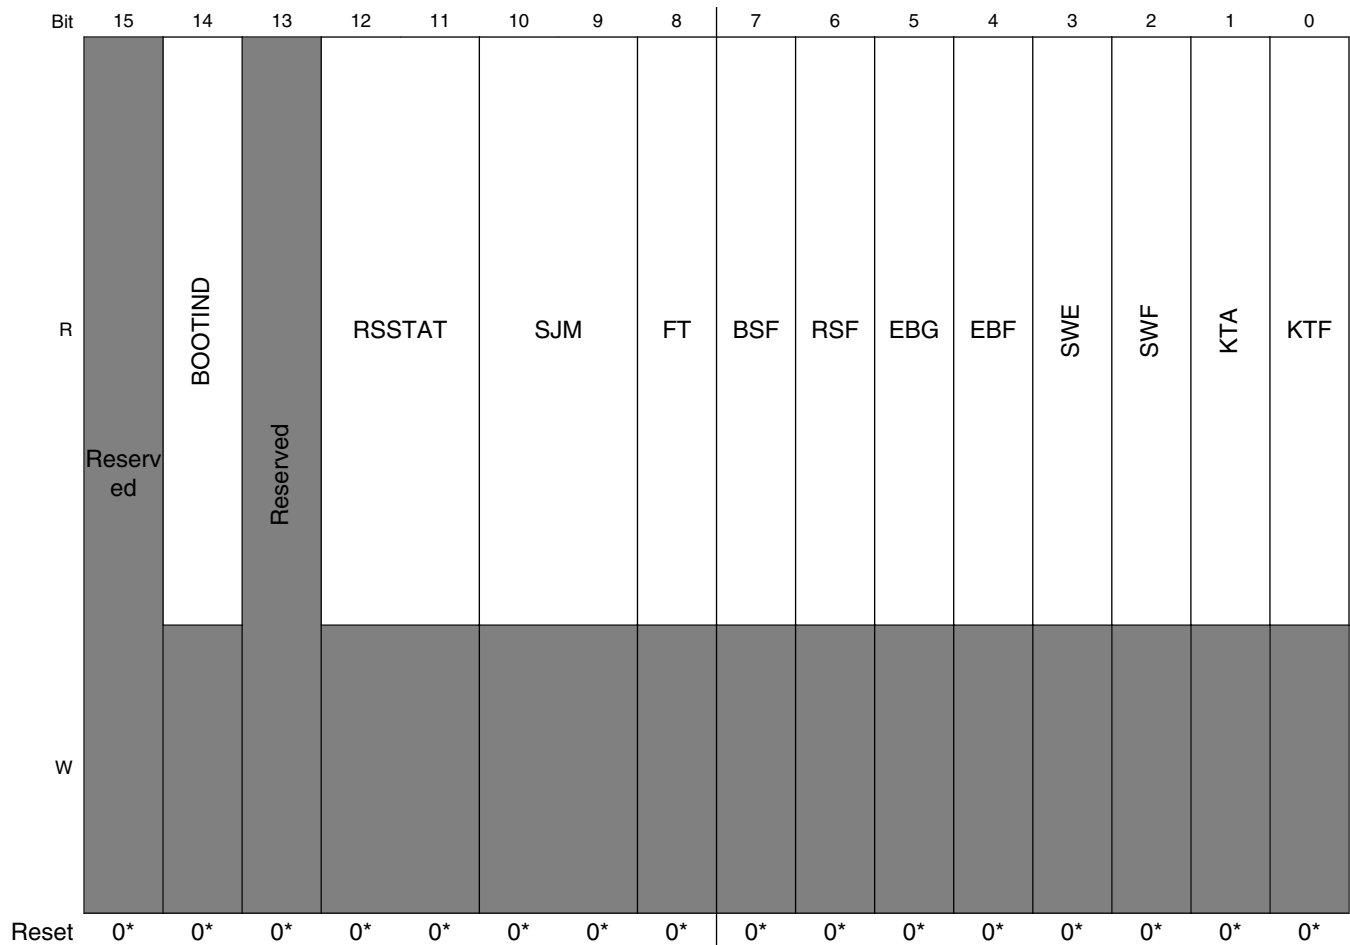 Bit 15 14 13 12 11 10 9 8 7 6 5 4 3 2 1 0
R Reserv BOOTIND Reserved RSSTAT SJM FT BSF RSF EBG EBF SWE SWF KTA KTF
ed
W
Reset 0* 0* 0* 0* 0* 0* 0* 0* 0* 0* 0* 0* 0* 0* 0* 0*